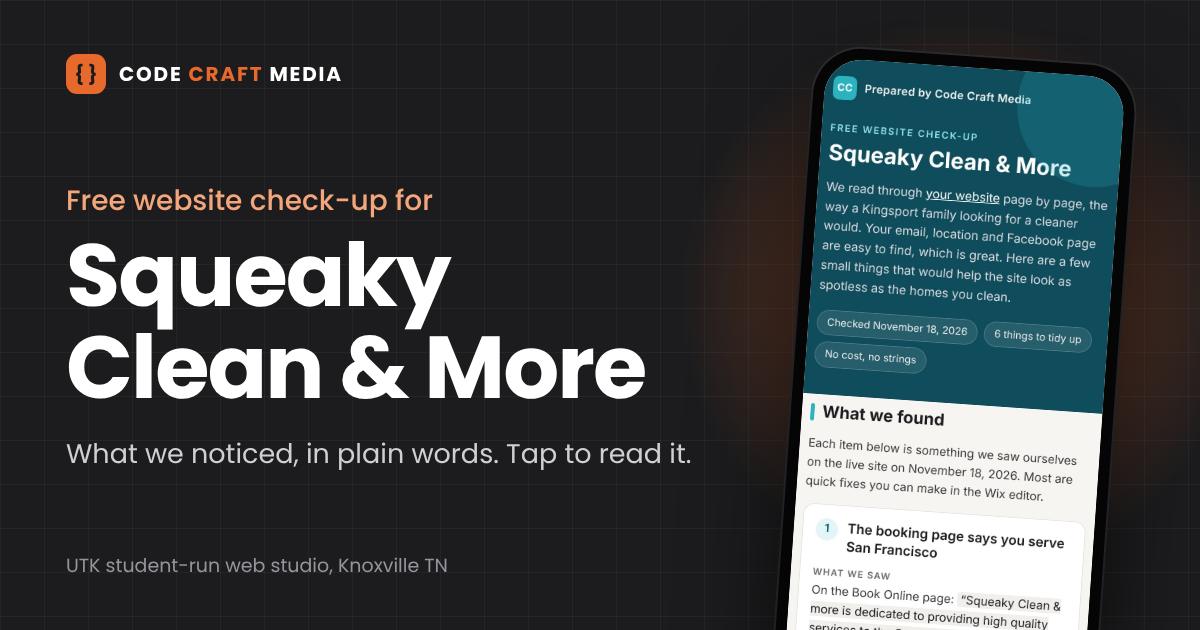 { } CODE CRAFT MEDIA
Free website check-up for
Squeaky
Clean & More
What we noticed, in plain words. Tap to read it.
UTK student-run web studio, Knoxville TN
CC Prepared by Code Craft Media
FREE WEBSITE CHECK-UP
Squeaky Clean & More
We read through your website page by page, the
way a Kingsport family looking for a cleaner
would. Your email, location and Facebook page
are easy to find, which is great. Here are a few
small things that would help the site look as
spotless as the homes you clean.
Checked November 18, 2026
6 things to tidy up
No cost, no strings
What we found
Each item below is something we saw ourselves
on the live site on November 18, 2026. Most are
quick fixes you can make in the Wix editor.
1 The booking page says you serve
San Francisco
WHAT WE SAW
On the Book Online page: “Squeaky Clean &
more is dedicated to providing high quality
services to the